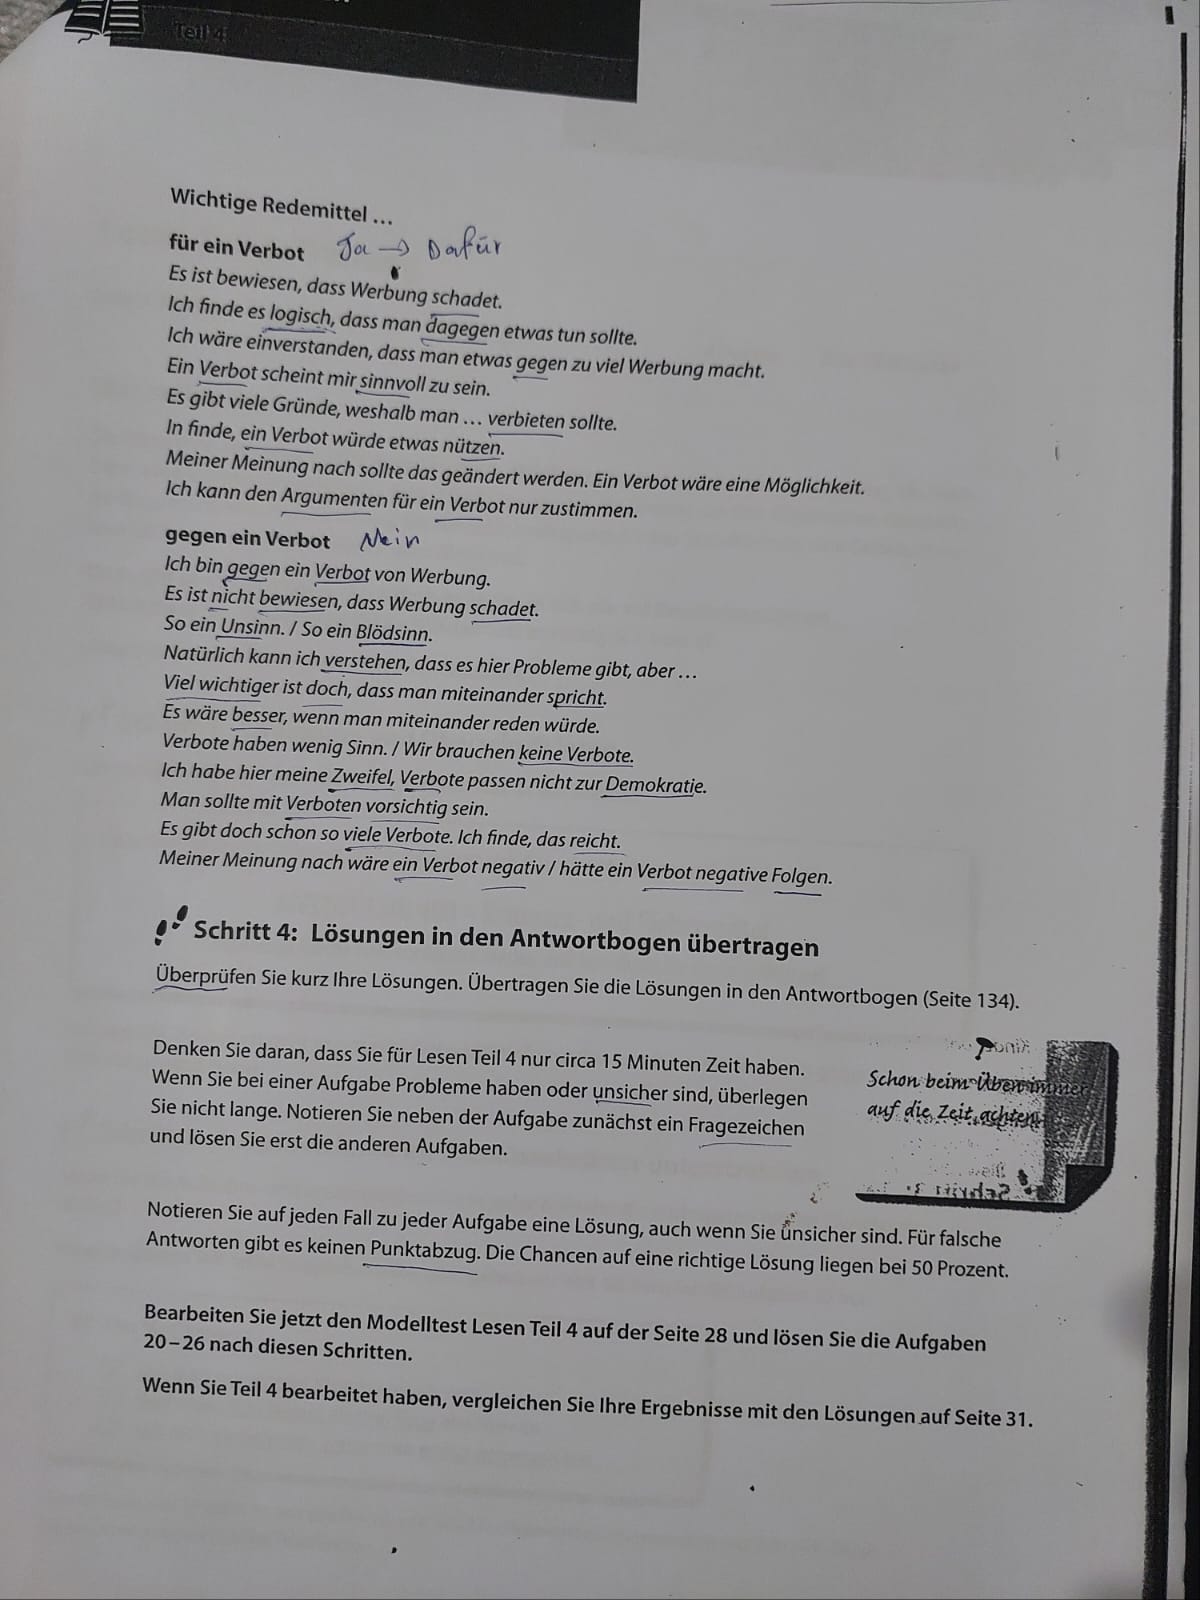 Teil 4
Wichtige Redemittel …
für ein Verbot Ja → Dafür
Es ist bewiesen, dass Werbung schadet.
Ich finde es logisch, dass man dagegen etwas tun sollte.
Ich wäre einverstanden, dass man etwas gegen zu viel Werbung macht.
Ein Verbot scheint mir sinnvoll zu sein.
Es gibt viele Gründe, weshalb man … verbieten sollte.
In finde, ein Verbot würde etwas nützen.
Meiner Meinung nach sollte das geändert werden. Ein Verbot wäre eine Möglichkeit.
Ich kann den Argumenten für ein Verbot nur zustimmen.
gegen ein Verbot Nein
Ich bin gegen ein Verbot von Werbung.
Es ist nicht bewiesen, dass Werbung schadet.
So ein Unsinn. / So ein Blödsinn.
Natürlich kann ich verstehen, dass es hier Probleme gibt, aber …
Viel wichtiger ist doch, dass man miteinander spricht.
Es wäre besser, wenn man miteinander reden würde.
Verbote haben wenig Sinn. / Wir brauchen keine Verbote.
Ich habe hier meine Zweifel, Verbote passen nicht zur Demokratie.
Man sollte mit Verboten vorsichtig sein.
Es gibt doch schon so viele Verbote. Ich finde, das reicht.
Meiner Meinung nach wäre ein Verbot negativ / hätte ein Verbot negative Folgen.
Schritt 4: Lösungen in den Antwortbogen übertragen
Überprüfen Sie kurz Ihre Lösungen. Übertragen Sie die Lösungen in den Antwortbogen (Seite 134).
Denken Sie daran, dass Sie für Lesen Teil 4 nur circa 15 Minuten Zeit haben.
Wenn Sie bei einer Aufgabe Probleme haben oder unsicher sind, überlegen
Sie nicht lange. Notieren Sie neben der Aufgabe zunächst ein Fragezeichen
und lösen Sie erst die anderen Aufgaben.
Schon beim Üben immer
auf die Zeit achten
Notieren Sie auf jeden Fall zu jeder Aufgabe eine Lösung, auch wenn Sie unsicher sind. Für falsche
Antworten gibt es keinen Punktabzug. Die Chancen auf eine richtige Lösung liegen bei 50 Prozent.
Bearbeiten Sie jetzt den Modelltest Lesen Teil 4 auf der Seite 28 und lösen Sie die Aufgaben
20–26 nach diesen Schritten.
Wenn Sie Teil 4 bearbeitet haben, vergleichen Sie Ihre Ergebnisse mit den Lösungen auf Seite 31.